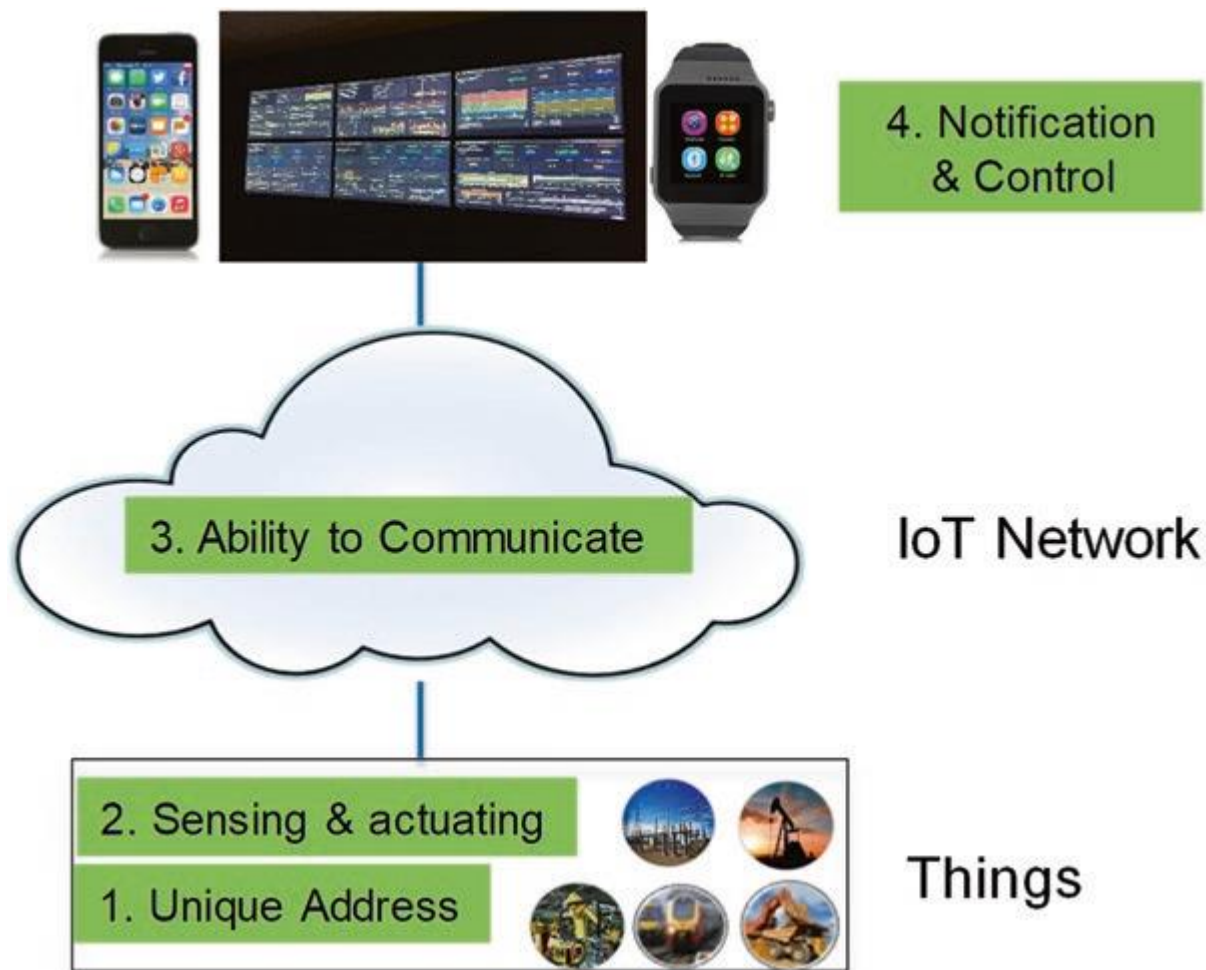 4. Notification
& Control
3. Ability to Communicate
IoT Network
2. Sensing & actuating
1. Unique Address
Things